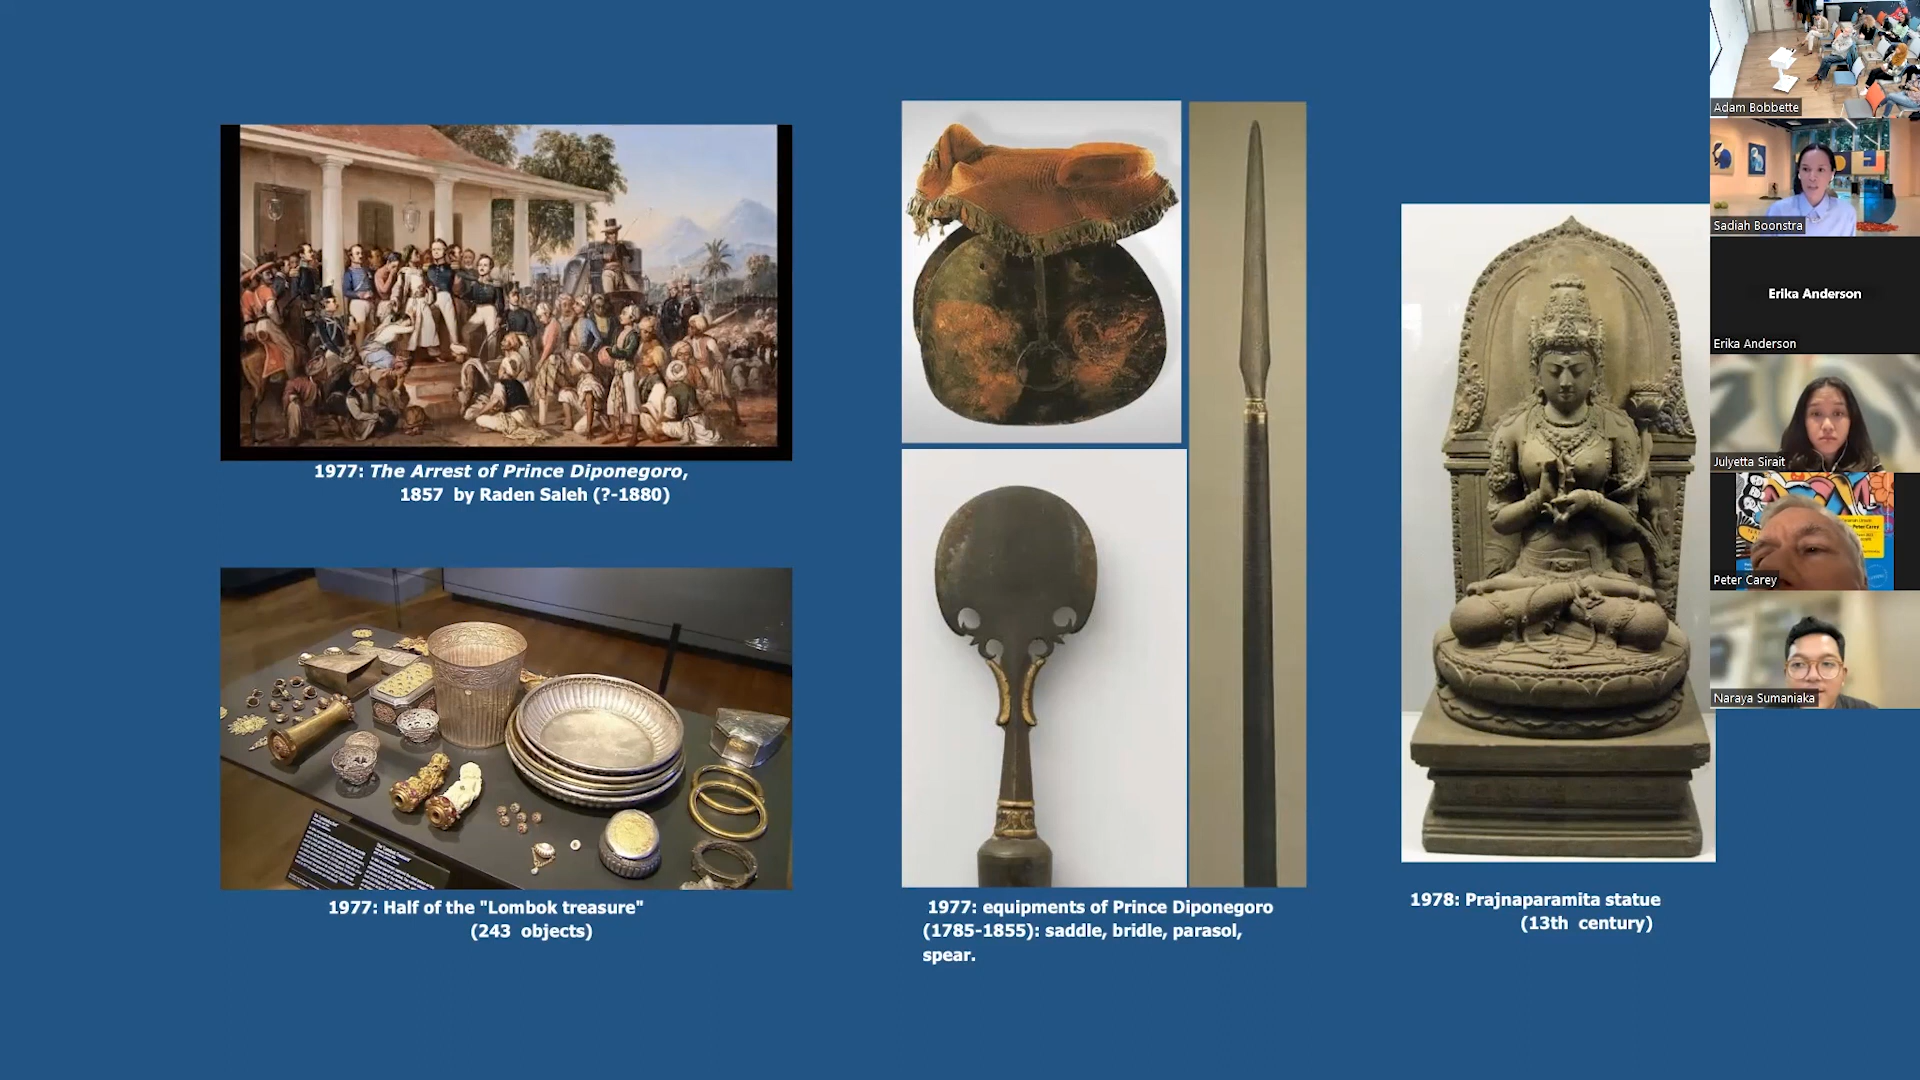 1977: The Arrest of Prince Diponegoro,
1857 by Raden Saleh (?-1880)
1977: Half of the "Lombok treasure"
(243 objects)
1977: equipments of Prince Diponegoro
(1785-1855): saddle, bridle, parasol,
spear.
1978: Prajnaparamita statue
(13th century)
Adam Bobbette
Sadiah Boonstra
Erika Anderson
Erika Anderson
Julyetta Sirait
Peter Carey
Peter Carey
Naraya Sumaniaka